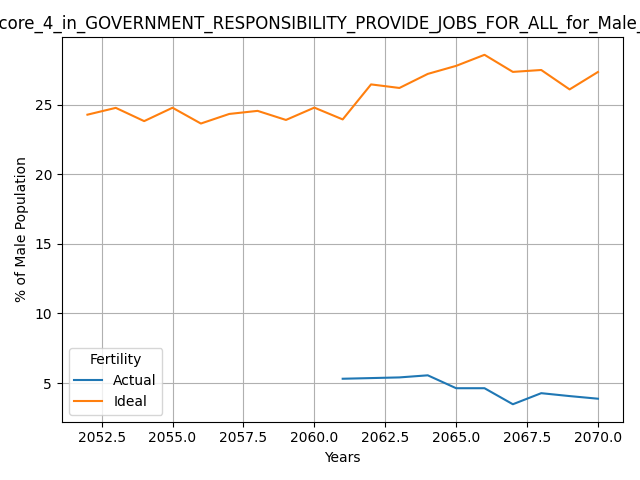 core_4_in_GOVERNMENT_RESPONSIBILITY_PROVIDE_JOBS_FOR_ALL_for_Male_
% of Male Population
25
20
15
10
5
Fertility
Actual
Ideal
2052.5 2055.0 2057.5 2060.0 2062.5 2065.0 2067.5 2070.0
Years